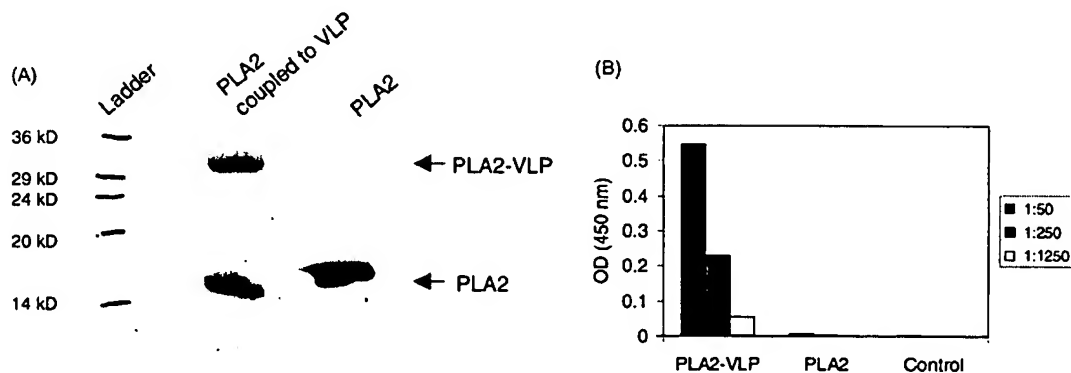 (A)
Ladder
PLA2
coupled to VLP
PLA2
36 kD
29 kD
24 kD
20 kD
14 kD
PLA2-VLP
PLA2
(B)
OD (450 nm)
0.6
0.5
0.4
0.3
0.2
0.1
0
PLA2-VLP
PLA2
Control
1:50
1:250
1:1250